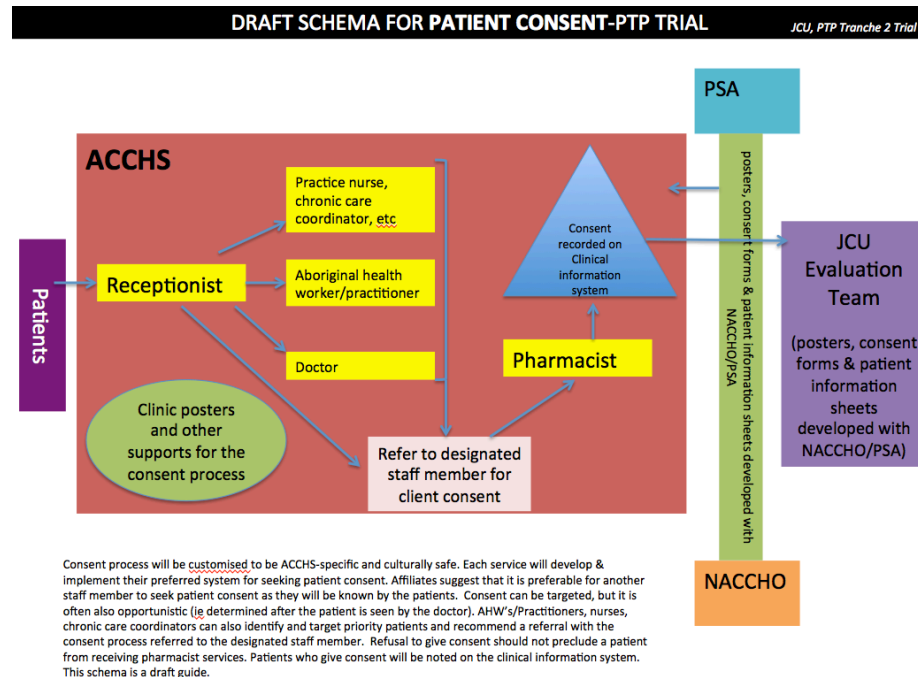 DRAFT SCHEMA FOR PATIENT CONSENT-PTP TRIAL
JCU, PTP Tranche 2 Trial
PSA
ACCHS
Practice nurse,
chronic care
coordinator, etc
Consent
recorded on
Clinical
information
system
posters, consent forms & patient information sheets developed with
NACCHO/PSA
JCU
Evaluation
Team
(posters, consent
forms & patient
information
sheets
developed with
NACCHO/PSA)
Patients
Receptionist
Aboriginal health
worker/practitioner
Doctor
Pharmacist
Clinic posters
and other
supports for the
consent process
Refer to designated
staff member for
client consent
NACCHO
Consent process will be customised to be ACCHS-specific and culturally safe. Each service will develop &
implement their preferred system for seeking patient consent. Affiliates suggest that it is preferable for another
staff member to seek patient consent as they will be known by the patients.  Consent can be targeted, but it is
often also opportunistic (ie determined after the patient is seen by the doctor). AHW's/Practitioners, nurses,
chronic care coordinators can also identify and target priority patients and recommend a referral with the
consent process referred to the designated staff member.  Refusal to give consent should not preclude a patient
from receiving pharmacist services. Patients who give consent will be noted on the clinical information system.
This schema is a draft guide.